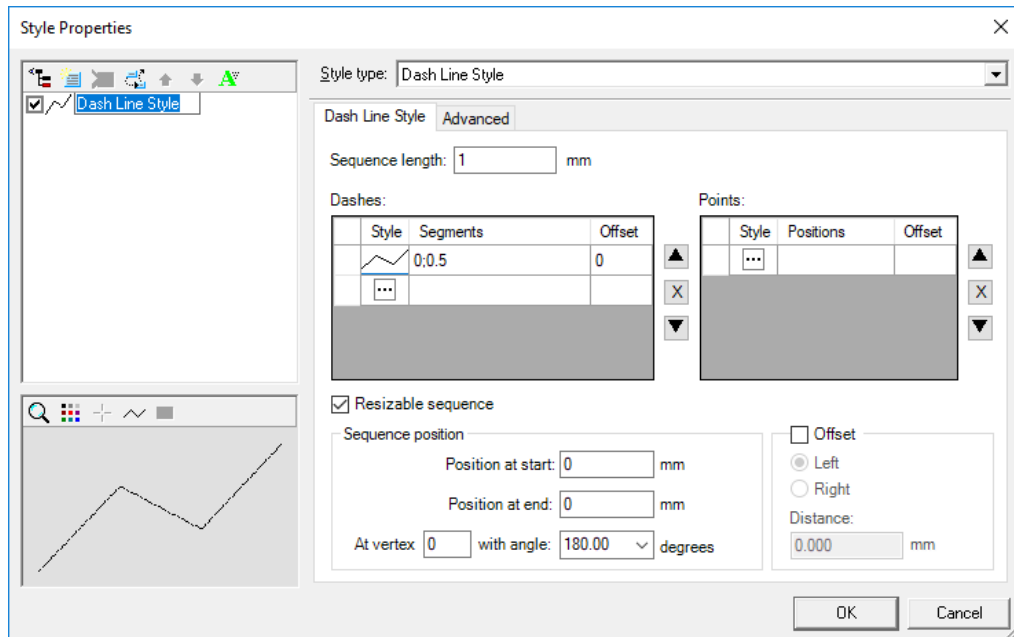 Style Properties
Style type: Dash Line Style
Dash Line Style
Dash Line Style Advanced
Sequence length: 1 mm
Dashes: Points:
Style Segments Offset Style Positions Offset
0;0.5 0 ...
... X X
Resizable sequence
Sequence position Offset
Position at start: 0 mm Left
Right
Position at end: 0 mm
Distance:
At vertex 0 with angle: 180.00 degrees 0.000 mm
OK Cancel